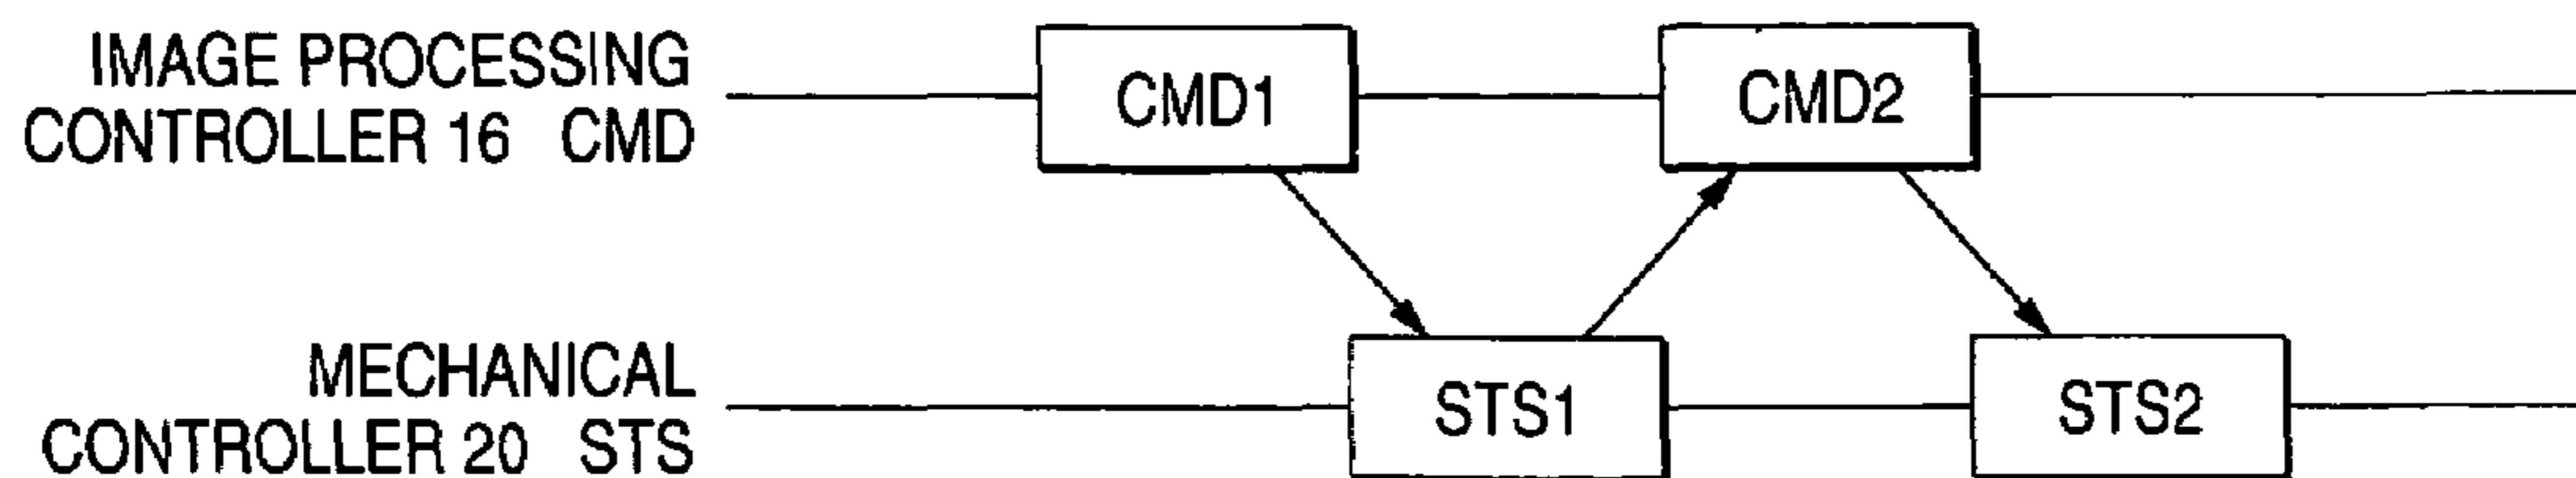 IMAGE PROCESSING
CONTROLLER 16 CMD
CMD1
CMD2
MECHANICAL
CONTROLLER 20 STS
STS1
STS2